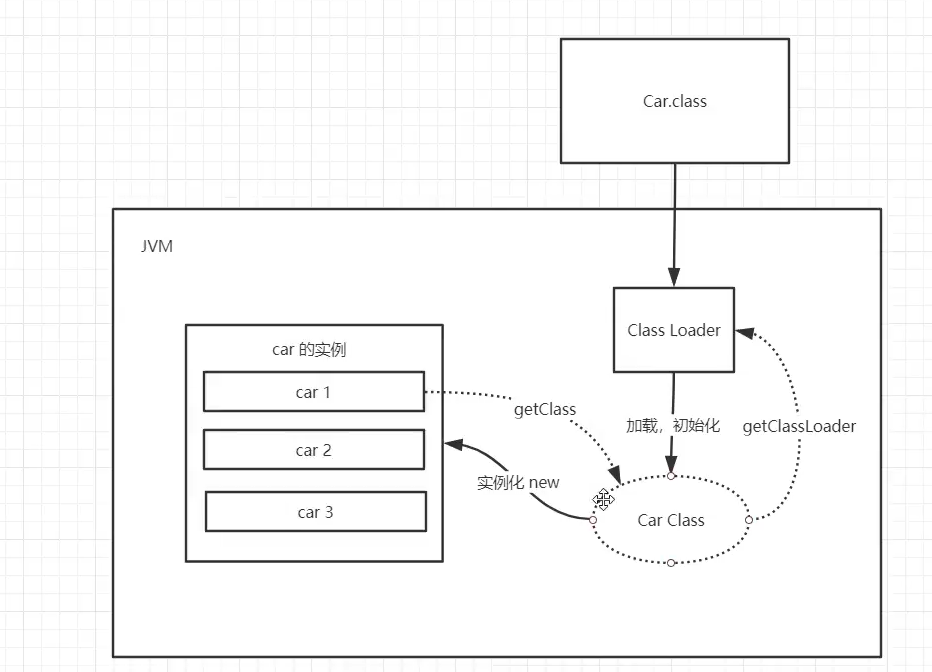 Car.class
JVM
Class Loader
car 的实例
car 1
getClass
加载，初始化
getClassLoader
car 2
实例化 new
car 3
Car Class